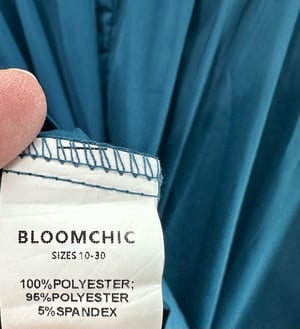 BLOOMCHIC
SIZES 10-30
100%POLYESTER;
95%POLYESTER
5%SPANDEX